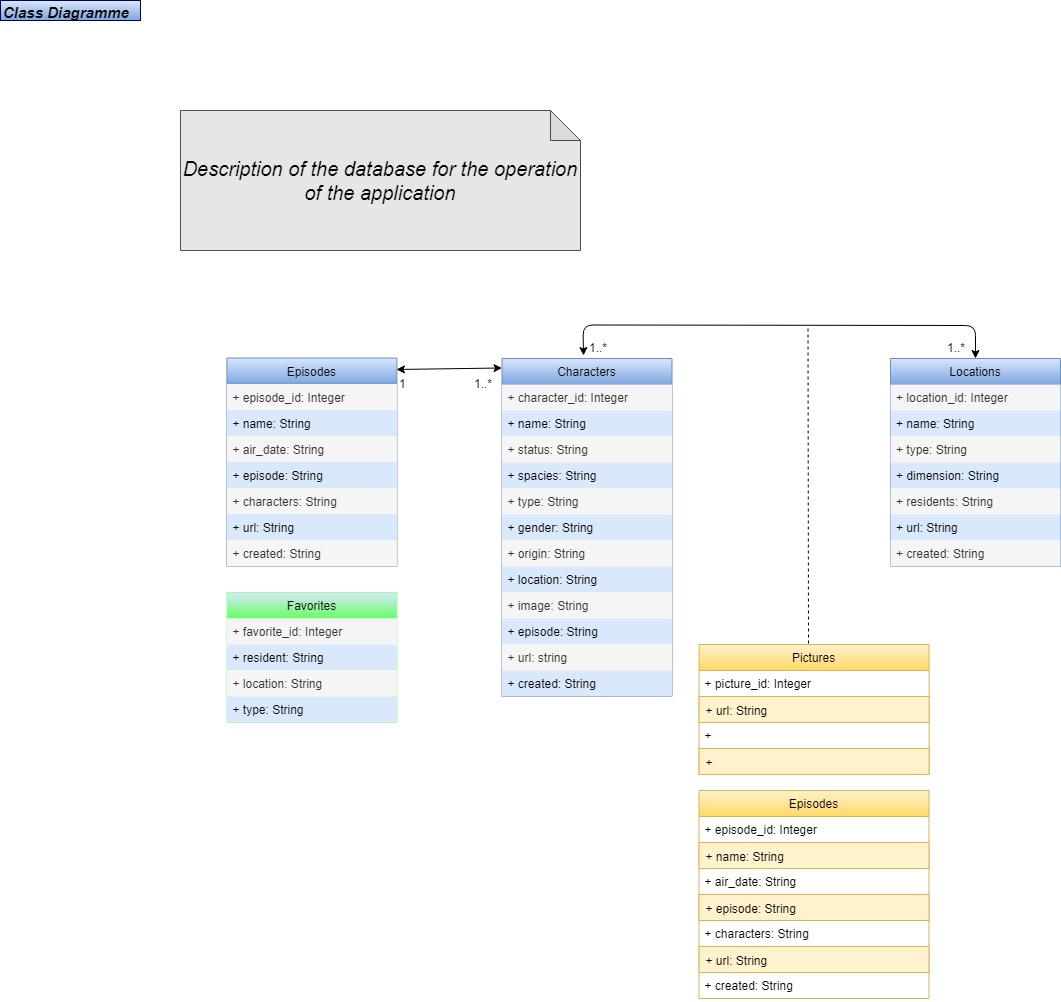 Class Diagramme
Description of the database for the operation
of the application
1..*
1..*
Episodes
+ episode_id: Integer
+ name: String
+ air_date: String
+ episode: String
+ characters: String
+ url: String
+ created: String
1
1..*
Characters
+ character_id: Integer
+ name: String
+ status: String
+ spacies: String
+ type: String
+ gender: String
+ origin: String
+ location: String
+ image: String
+ episode: String
+ url: string
+ created: String
Locations
+ location_id: Integer
+ name: String
+ type: String
+ dimension: String
+ residents: String
+ url: String
+ created: String
Favorites
+ favorite_id: Integer
+ resident: String
+ location: String
+ type: String
Pictures
+ picture_id: Integer
+ url: String
+
+
Episodes
+ episode_id: Integer
+ name: String
+ air_date: String
+ episode: String
+ characters: String
+ url: String
+ created: String